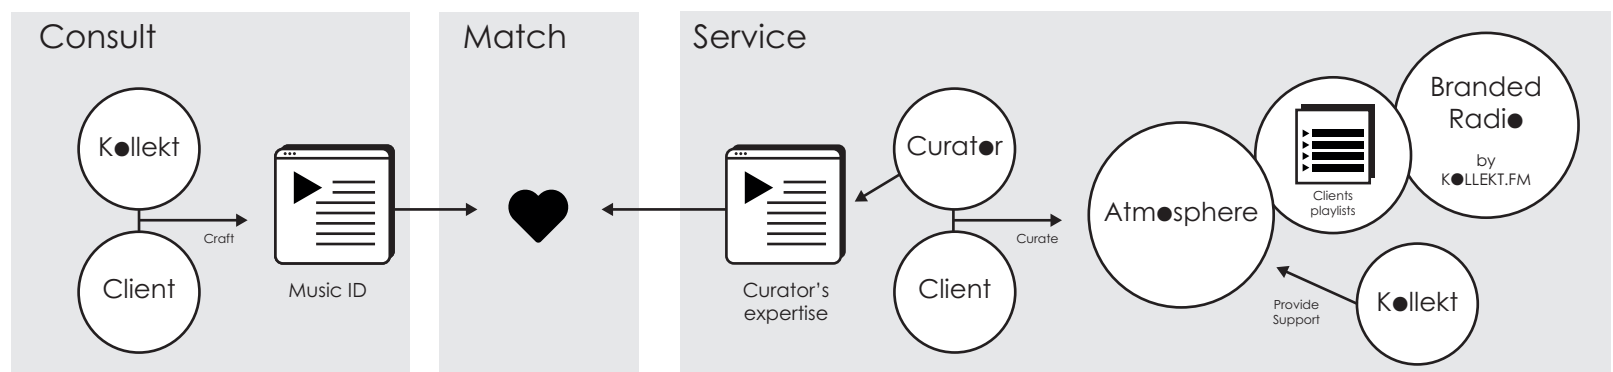 Consult
Kollekt
Client
Craft
Music ID
Match
Service
Curator's
expertise
Curator
Client
Curate
Atmosphere
Clients
playlists
Branded
Radio
by
KOLLEKT.FM
Provide
Support
Kollekt